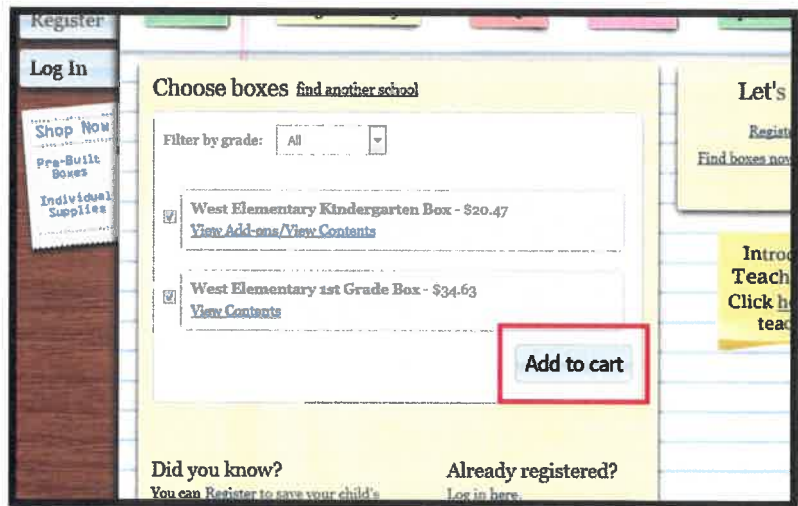 Register
Log In
Shop Now
Pre-Built
Boxes
Individual
Supplies
Choose boxes find another school
Filter by grade: All
West Elementary Kindergarten Box - $20.47
View Add-ons/View Contents
West Elementary 1st Grade Box - $34.63
View Contents
Add to cart
Did you know?
You can Register to save your child's
Already registered?
Log in here.
Let's
Find boxes now
Click